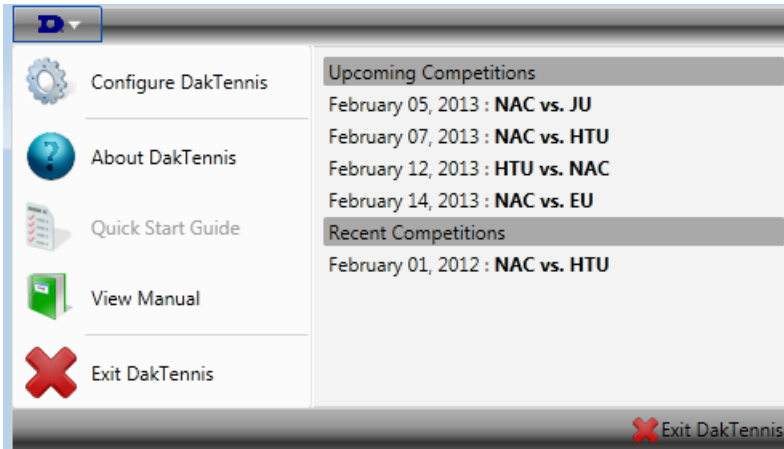 D
Configure DakTennis
About DakTennis
Quick Start Guide
View Manual
Exit DakTennis
Upcoming Competitions
February 05, 2013 : NAC vs. JU
February 07, 2013 : NAC vs. HTU
February 12, 2013 : HTU vs. NAC
February 14, 2013 : NAC vs. EU
Recent Competitions
February 01, 2012 : NAC vs. HTU
Exit DakTennis